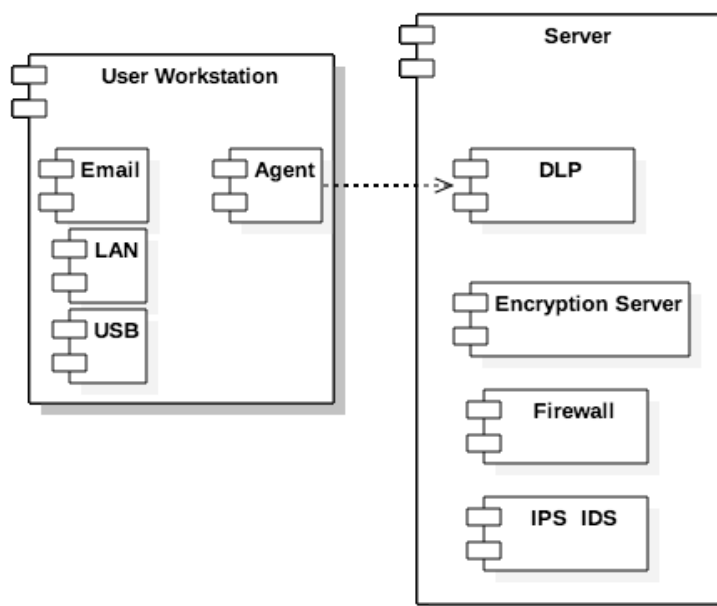 User Workstation
Email
Agent
LAN
USB
Server
DLP
Encryption Server
Firewall
IPS IDS